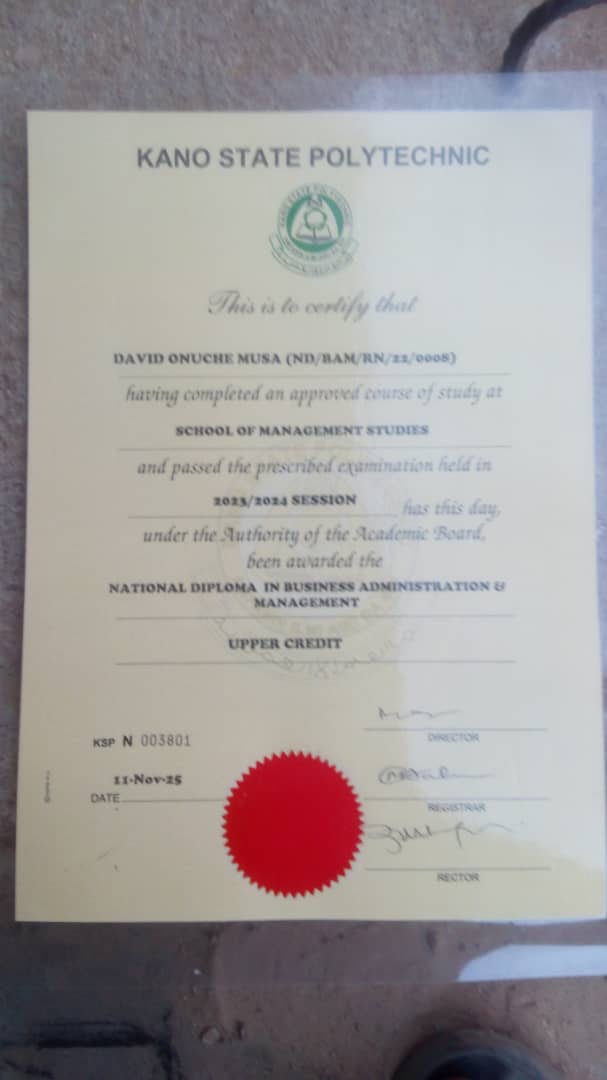 KANO STATE POLYTECHNIC
This is to certify that
DAVID ONUCHE MUSA (ND/BAM/RN/22/0008)
having completed an approved course of study at
SCHOOL OF MANAGEMENT STUDIES
and passed the prescribed examination held in
2023/2024 SESSION has this day,
under the Authority of the Academic Board,
been awarded the
NATIONAL DIPLOMA IN BUSINESS ADMINISTRATION &
MANAGEMENT
UPPER CREDIT
DIRECTOR
KSP N 003801
11-Nov-25
DATE
REGISTRAR
RECTOR